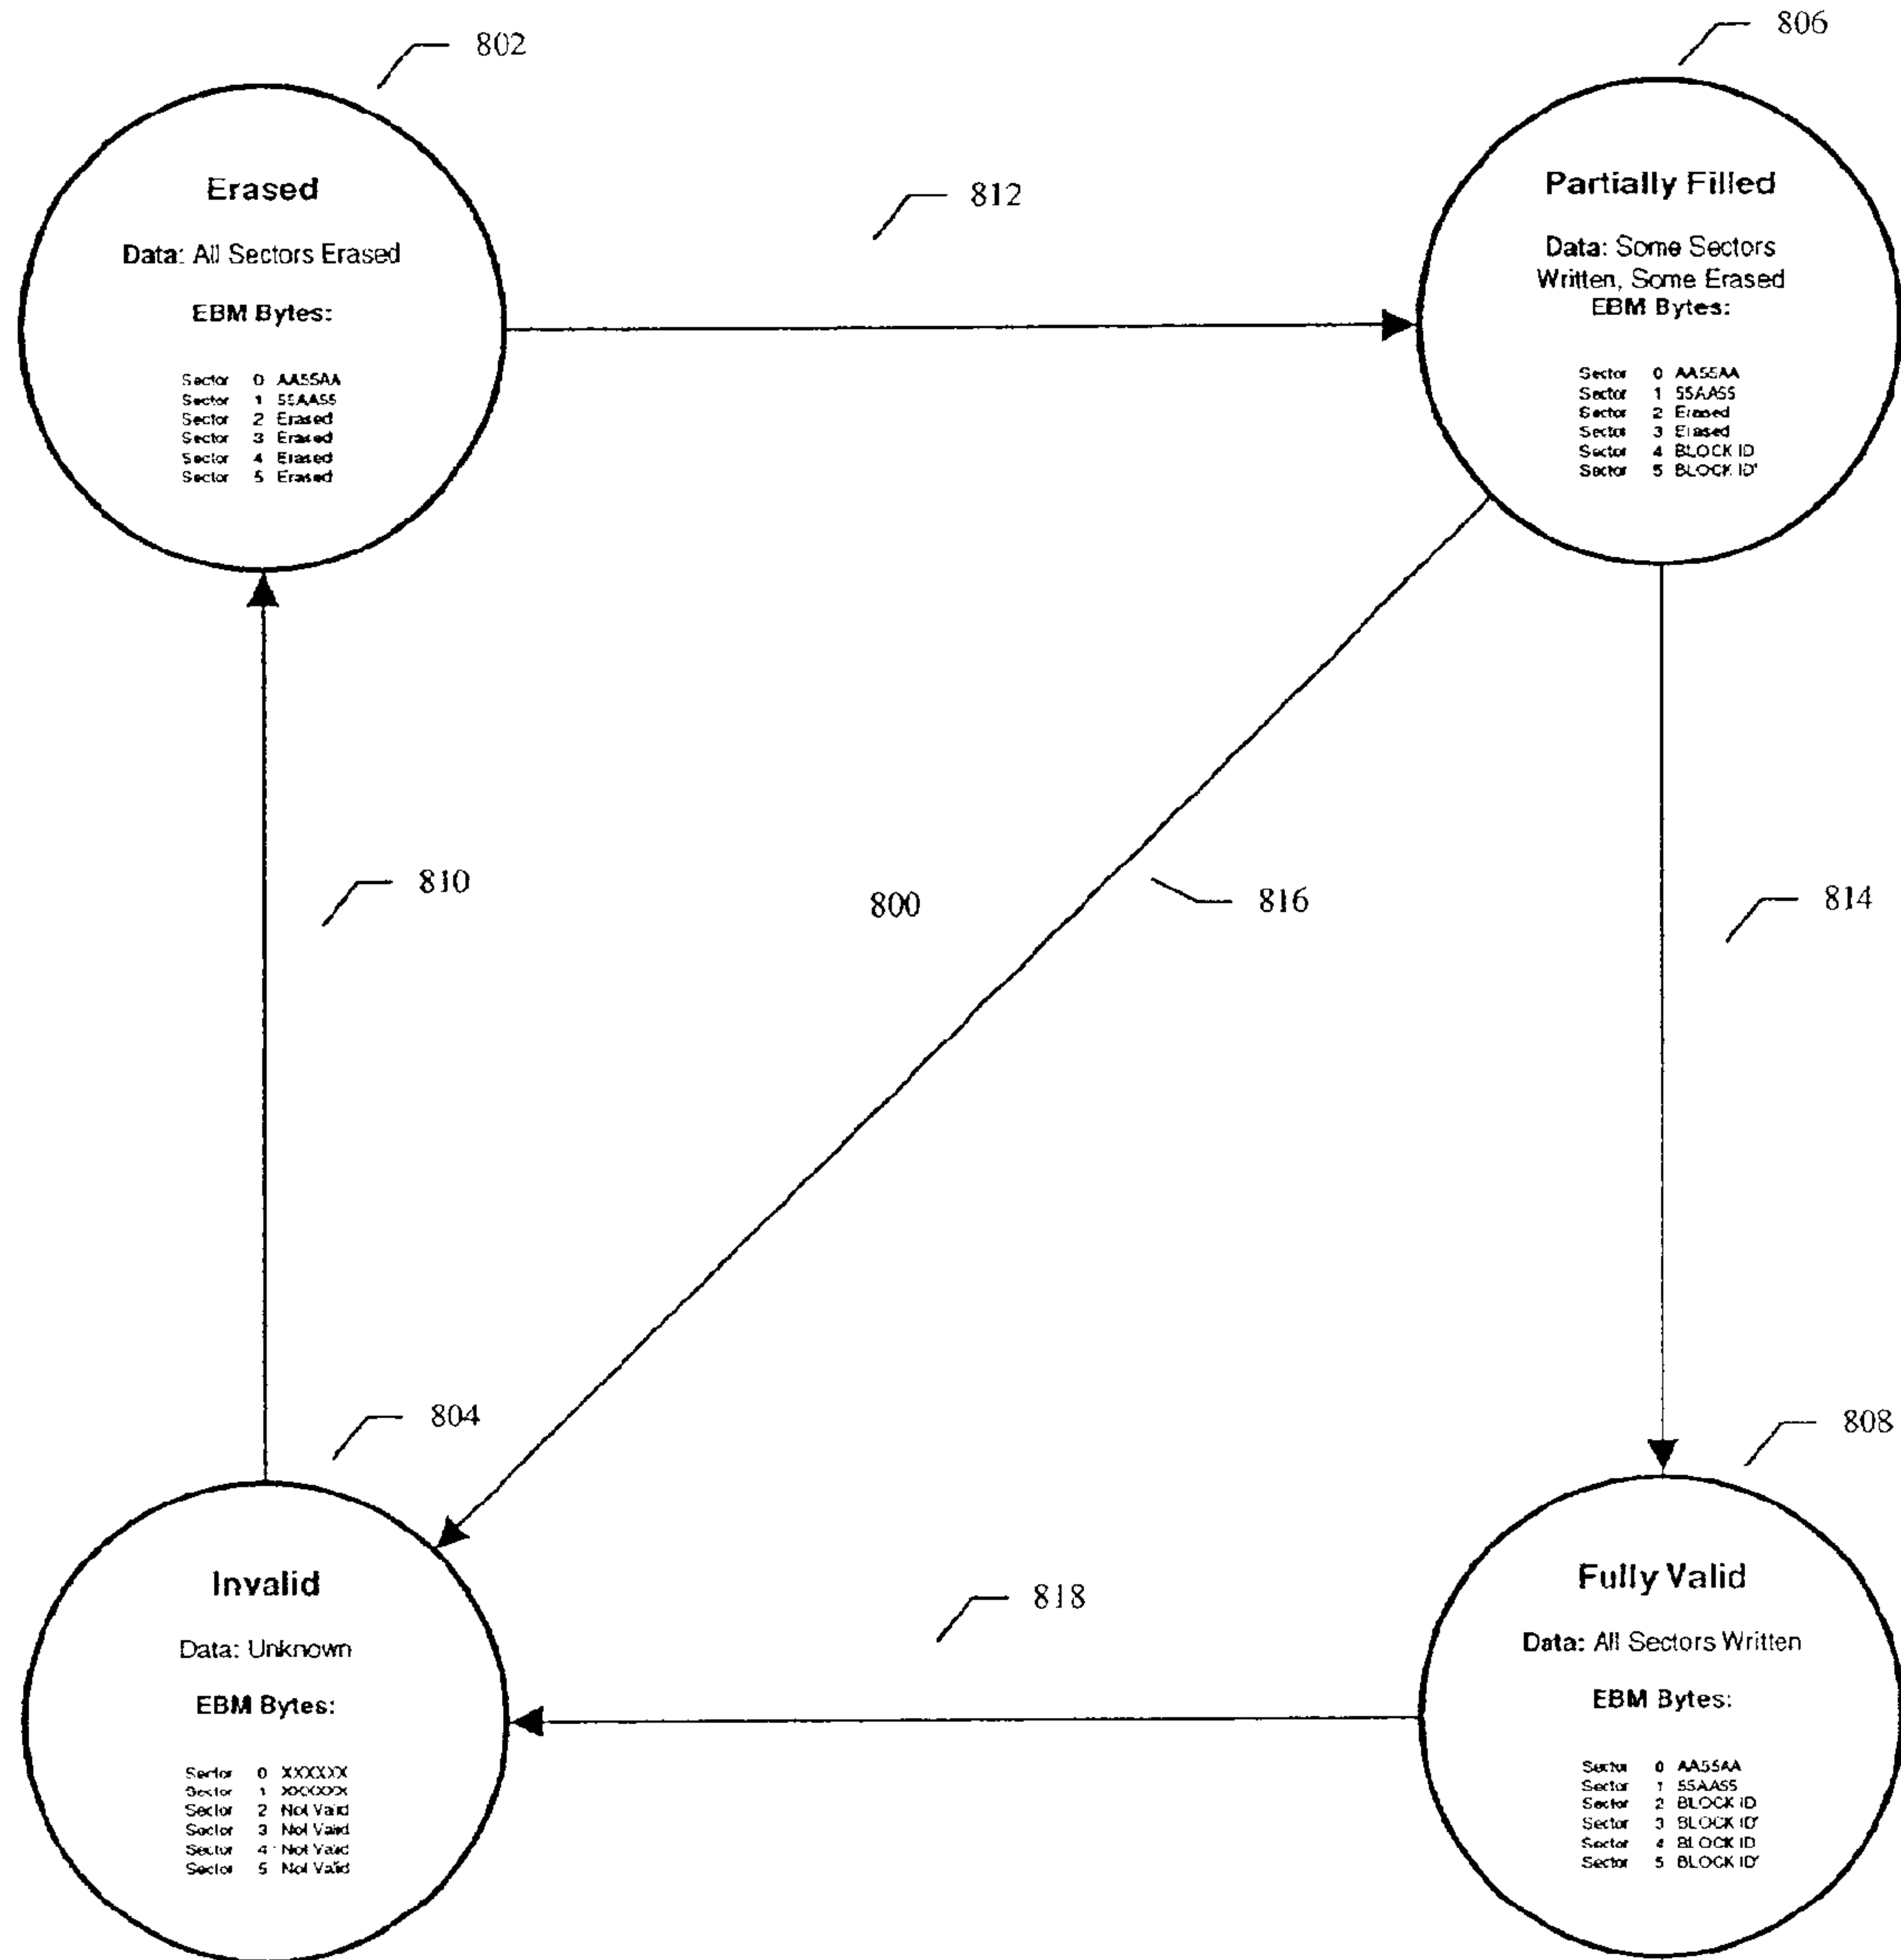 802
Erased
Data: All Sectors Erased
EBM Bytes:
Sector 0 AA55AA
Sector 1 55AA55
Sector 2 Erased
Sector 3 Erased
Sector 4 Erased
Sector 5 Erased
812
806
Partially Filled
Data: Some Sectors
Written, Some Erased
EBM Bytes:
Sector 0 AA55AA
Sector 1 55AA55
Sector 2 Erased
Sector 3 Erased
Sector 4 BLOCK ID
Sector 5 BLOCK ID'
810
800
816
814
804
Invalid
Data: Unknown
EBM Bytes:
Sector 0 XXXXXX
Sector 1 XXXXXX
Sector 2 Not Valid
Sector 3 Not Valid
Sector 4 Not Valid
Sector 5 Not Valid
818
808
Fully Valid
Data: All Sectors Written
EBM Bytes:
Sector 0 AA55AA
Sector 1 55AA55
Sector 2 BLOCK ID
Sector 3 BLOCK ID'
Sector 4 BLOCK ID
Sector 5 BLOCK ID'